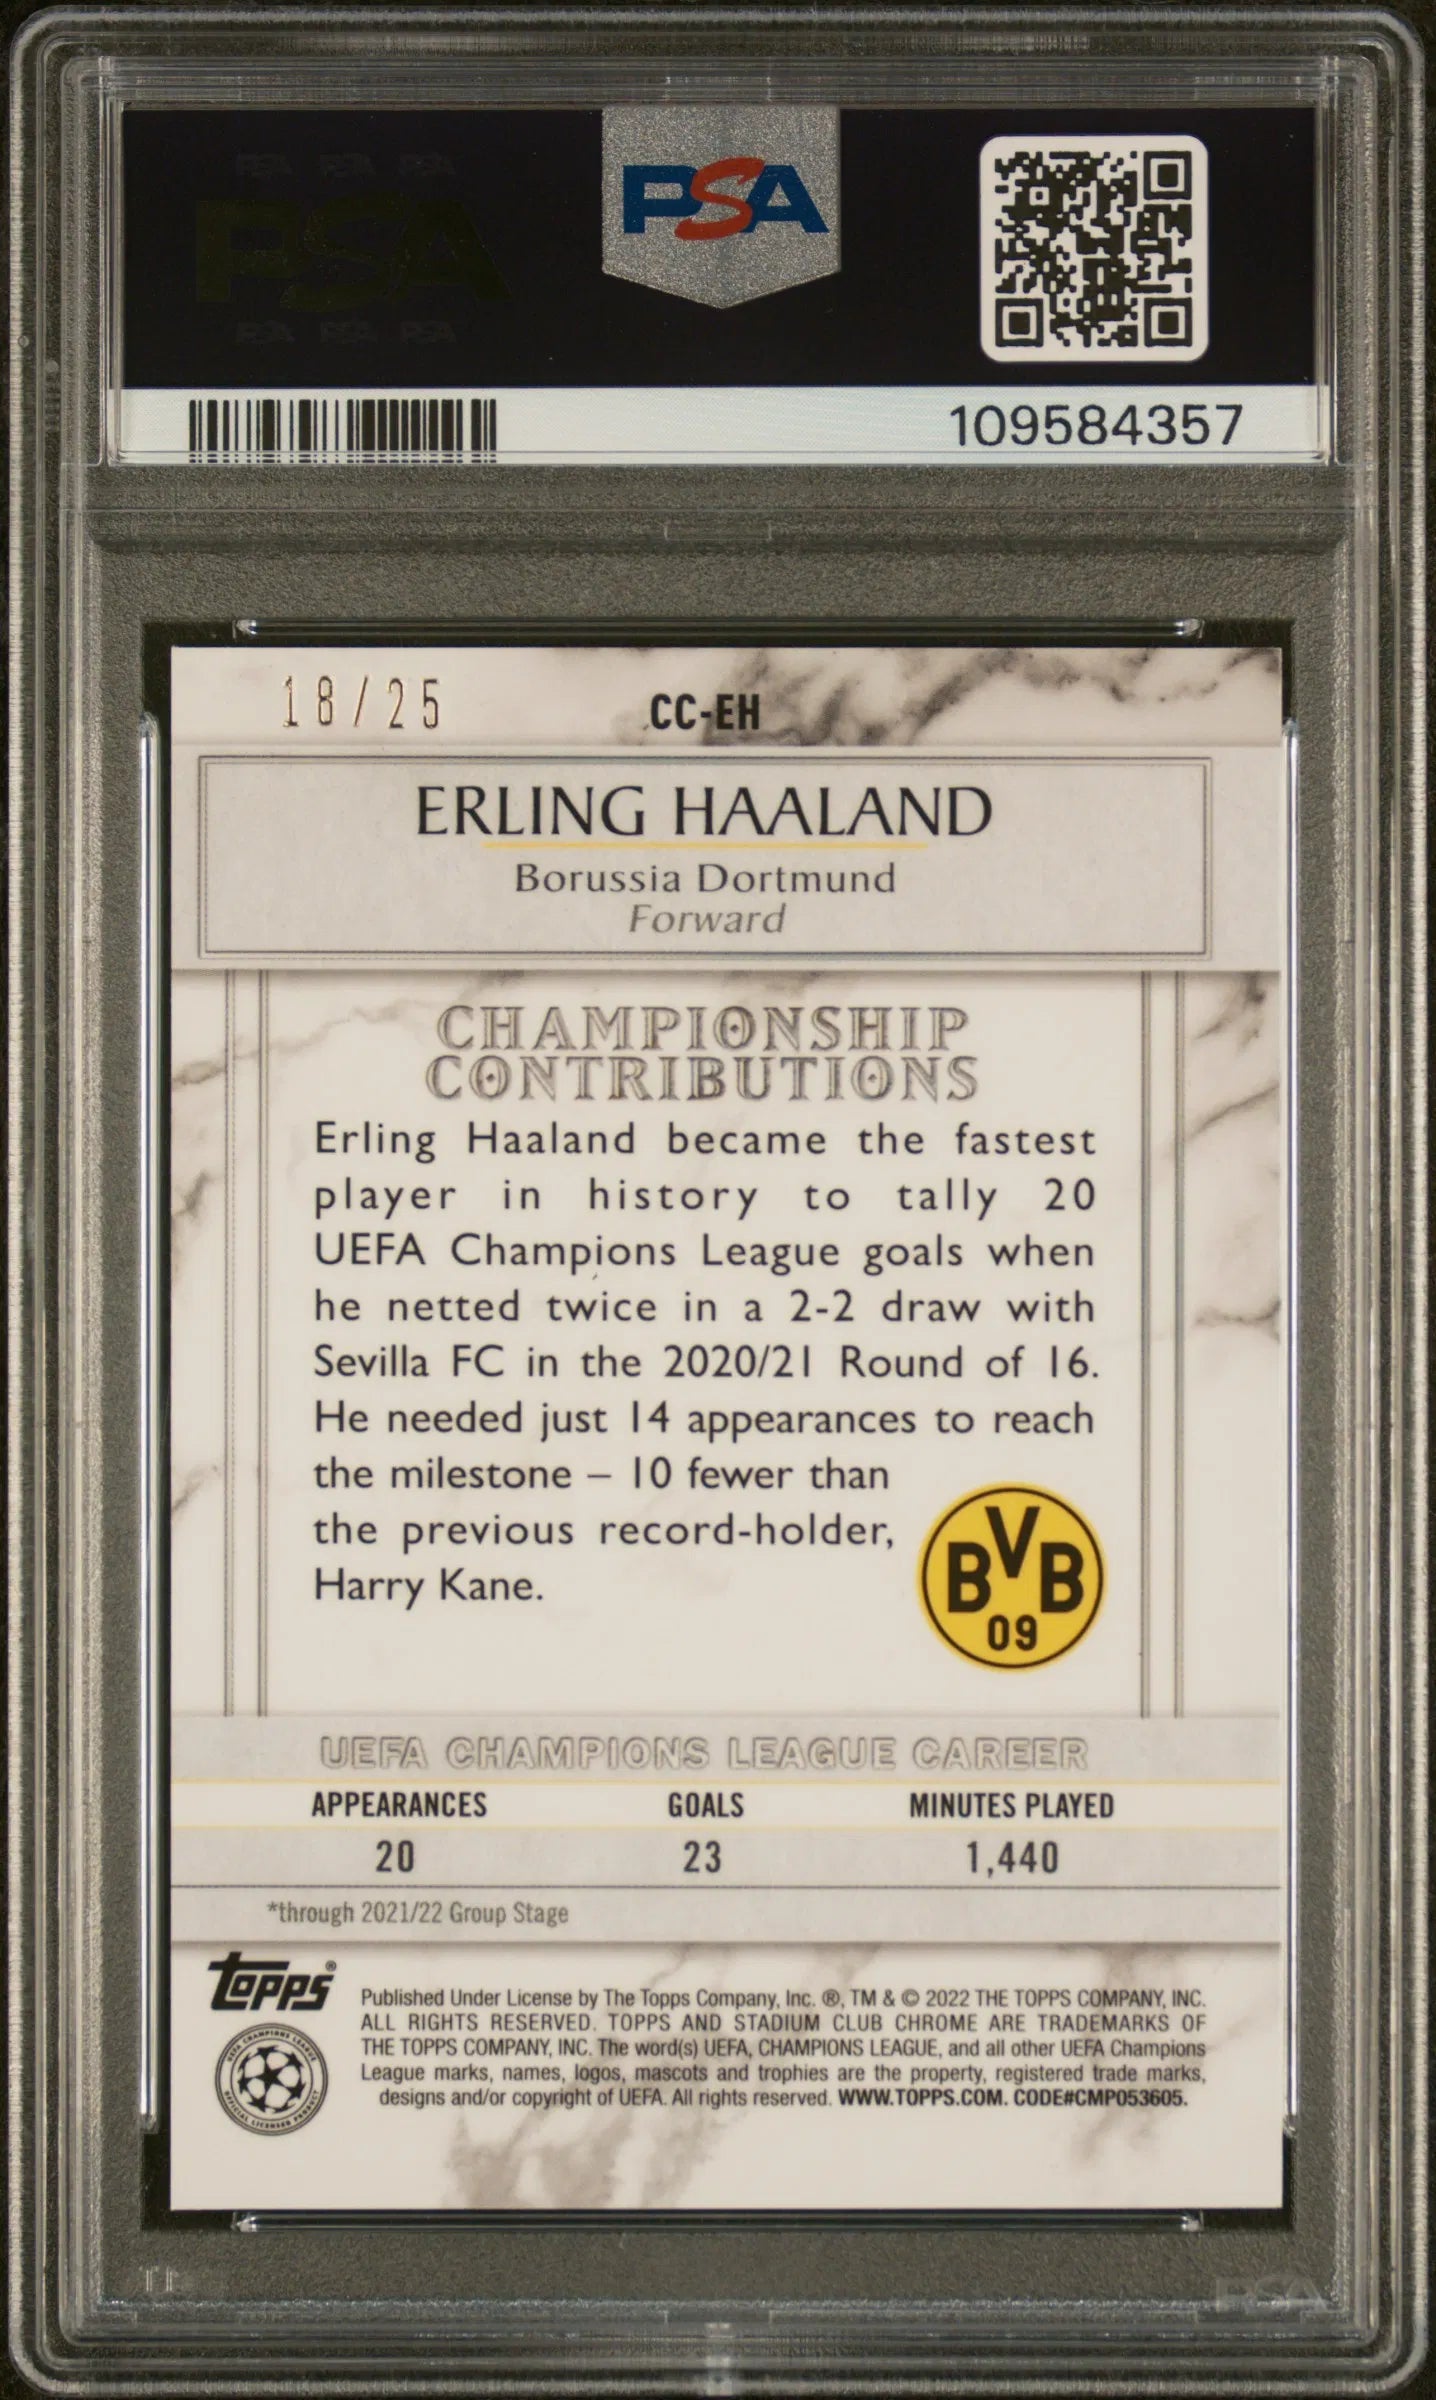 PSA
109584357
18/25
CC-EH
ERLING HAALAND
Borussia Dortmund
Forward
CHAMPIONSHIP
CONTRIBUTIONS
Erling Haaland became the fastest
player in history to tally 20
UEFA Champions League goals when
he netted twice in a 2-2 draw with
Sevilla FC in the 2020/21 Round of 16.
He needed just 14 appearances to reach
the milestone – 10 fewer than
the previous record-holder,
Harry Kane.
BVB
09
UEFA CHAMPIONS LEAGUE CAREER
APPEARANCES GOALS MINUTES PLAYED
20 23 1,440
*through 2021/22 Group Stage
topps®
Published Under License by The Topps Company, Inc. ®, TM & © 2022 THE TOPPS COMPANY, INC.
ALL RIGHTS RESERVED. TOPPS AND STADIUM CLUB CHROME ARE TRADEMARKS OF
THE TOPPS COMPANY, INC. The word(s) UEFA, CHAMPIONS LEAGUE, and all other UEFA Champions
League marks, names, logos, mascots and trophies are the property, registered trade marks,
designs and/or copyright of UEFA. All rights reserved. WWW.TOPPS.COM. CODE#CMP053605.
UEFA CHAMPIONS LEAGUE
OFFICIAL LICENSED PRODUCT
PSA